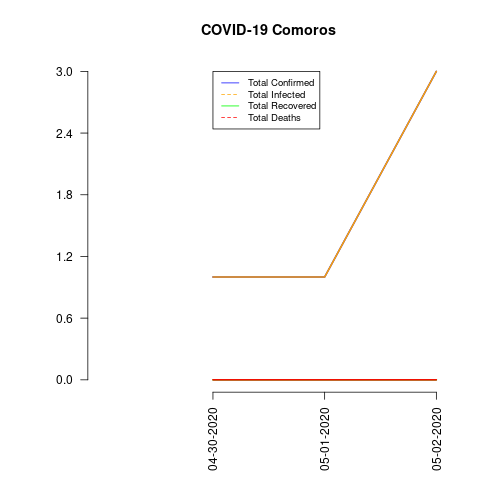 COVID-19 Comoros
Total Confirmed
Total Infected
Total Recovered
Total Deaths
3.0
2.4
1.8
1.2
0.6
0.0
04-30-2020
05-01-2020
05-02-2020